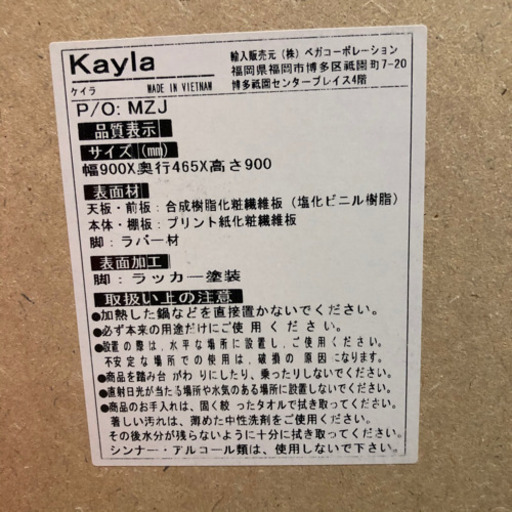 Kayla
ケイラ
MADE IN VIETNAM
輸入販売元（株）ベガコーポレーション
福岡県福岡市博多区祗園町7-20
博多祗園センタープレイス4階
P/O: MZJ
品質表示
サイズ（㎜）
幅900X奥行465X高さ900
表面材
天板・前板：合成樹脂化粧繊維板（塩化ビニル樹脂）
本体・棚板：プリント紙化粧繊維板
脚：ラバー材
表面加工
脚：ラッカー塗装
取扱い上の注意
●加熱した鍋などを直接置かないでください。
●必ず本来の用途だけにご使用ください。
●設置の際は、水平な場所に設置し、ご使用ください。
不安定な場所での使用は、破損の原因になります。
●商品を踏み台がわりにしたり、乗ったりしないでください。
●直射日光が当たる場所や水気のある場所に設置しないでください。
●商品のお手入れは、固く絞ったタオルで拭き取ってください。
著しい汚れは、薄めた中性洗剤をご使用ください。
その後水分が残らないように十分に拭き取ってください。
シンナー・アルコール類は、使用しないで下さい。